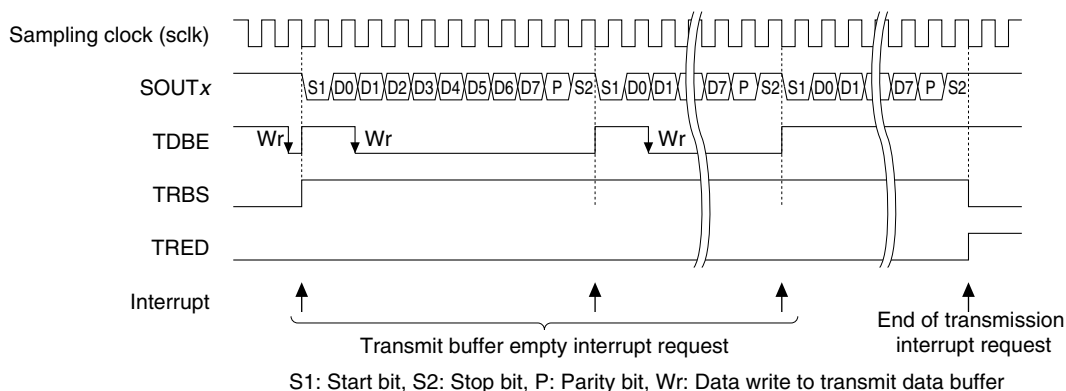 Sampling clock (sclk)
SOUTx S1 D0 D1 D2 D3 D4 D5 D6 D7 P S2 S1 D0 D1 D7 P S2 S1 D0 D1 D7 P S2
TDBE Wr Wr Wr
TRBS
TRED
Interrupt
Transmit buffer empty interrupt request
End of transmission
interrupt request
S1: Start bit, S2: Stop bit, P: Parity bit, Wr: Data write to transmit data buffer